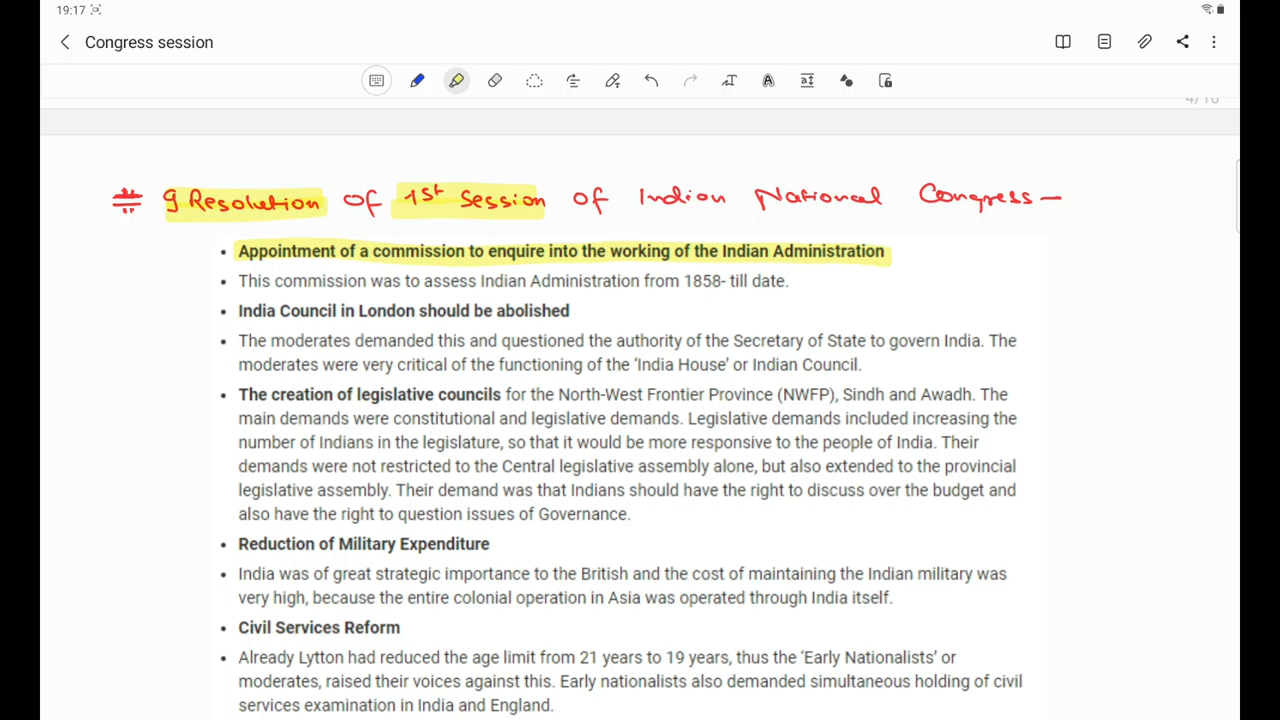 19:17
Congress session
4/16
# 9 Resolution of 1st Session of Indian National Congress-
• Appointment of a commission to enquire into the working of the Indian Administration
• This commission was to assess Indian Administration from 1858- till date.
• India Council in London should be abolished
• The moderates demanded this and questioned the authority of the Secretary of State to govern India. The
moderates were very critical of the functioning of the ‘India House’ or Indian Council.
• The creation of legislative councils for the North-West Frontier Province (NWFP), Sindh and Awadh. The
main demands were constitutional and legislative demands. Legislative demands included increasing the
number of Indians in the legislature, so that it would be more responsive to the people of India. Their
demands were not restricted to the Central legislative assembly alone, but also extended to the provincial
legislative assembly. Their demand was that Indians should have the right to discuss over the budget and
also have the right to question issues of Governance.
• Reduction of Military Expenditure
• India was of great strategic importance to the British and the cost of maintaining the Indian military was
very high, because the entire colonial operation in Asia was operated through India itself.
• Civil Services Reform
• Already Lytton had reduced the age limit from 21 years to 19 years, thus the ‘Early Nationalists’ or
moderates, raised their voices against this. Early nationalists also demanded simultaneous holding of civil
services examination in India and England.